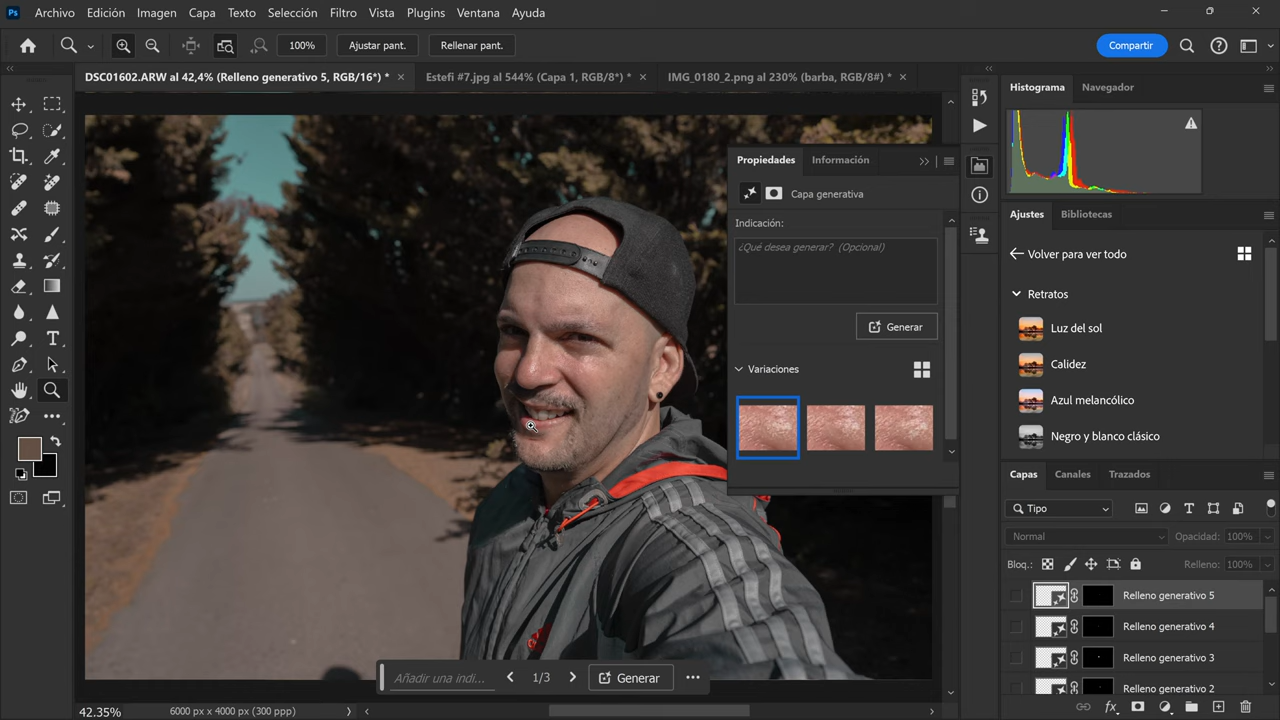 Ps Archivo Edición Imagen Capa Texto Selección Filtro Vista Plugins Ventana Ayuda
100% Ajustar pant. Rellenar pant. Compartir
DSC01602.ARW al 42,4% (Relleno generativo 5, RGB/16*) * Estefi #7.jpg al 544% (Capa 1, RGB/8*) * IMG_0180_2.png al 230% (barba, RGB/8#) *
Propiedades Información
Capa generativa
Indicación:
¿Qué desea generar? (Opcional)
Generar
Variaciones
Histograma Navegador
Ajustes Bibliotecas
Volver para ver todo
Retratos
Luz del sol
Calidez
Azul melancólico
Negro y blanco clásico
Capas Canales Trazados
Tipo
Normal Opacidad: 100%
Bloq.: Relleno: 100%
Relleno generativo 5
Relleno generativo 4
Relleno generativo 3
Relleno generativo 2
Añadir una indi... 1/3 Generar
42.35% 6000 px x 4000 px (300 ppp)